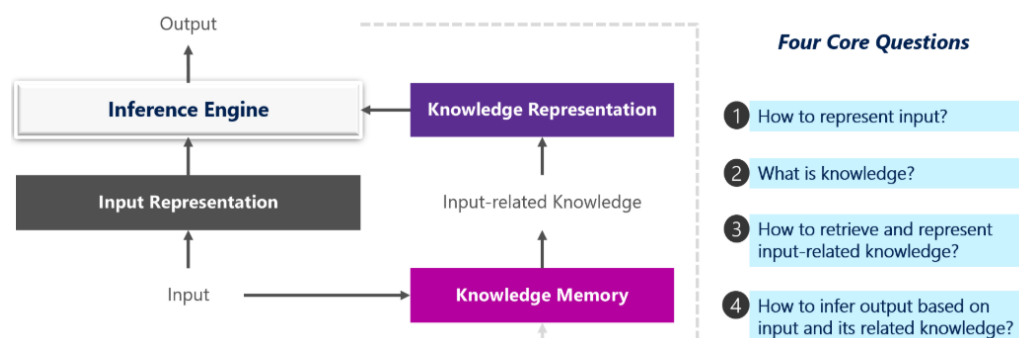 Output
Inference Engine
Knowledge Representation
Input Representation
Input-related Knowledge
Input
Knowledge Memory
Four Core Questions
1 How to represent input?
2 What is knowledge?
3 How to retrieve and represent
input-related knowledge?
4 How to infer output based on
input and its related knowledge?